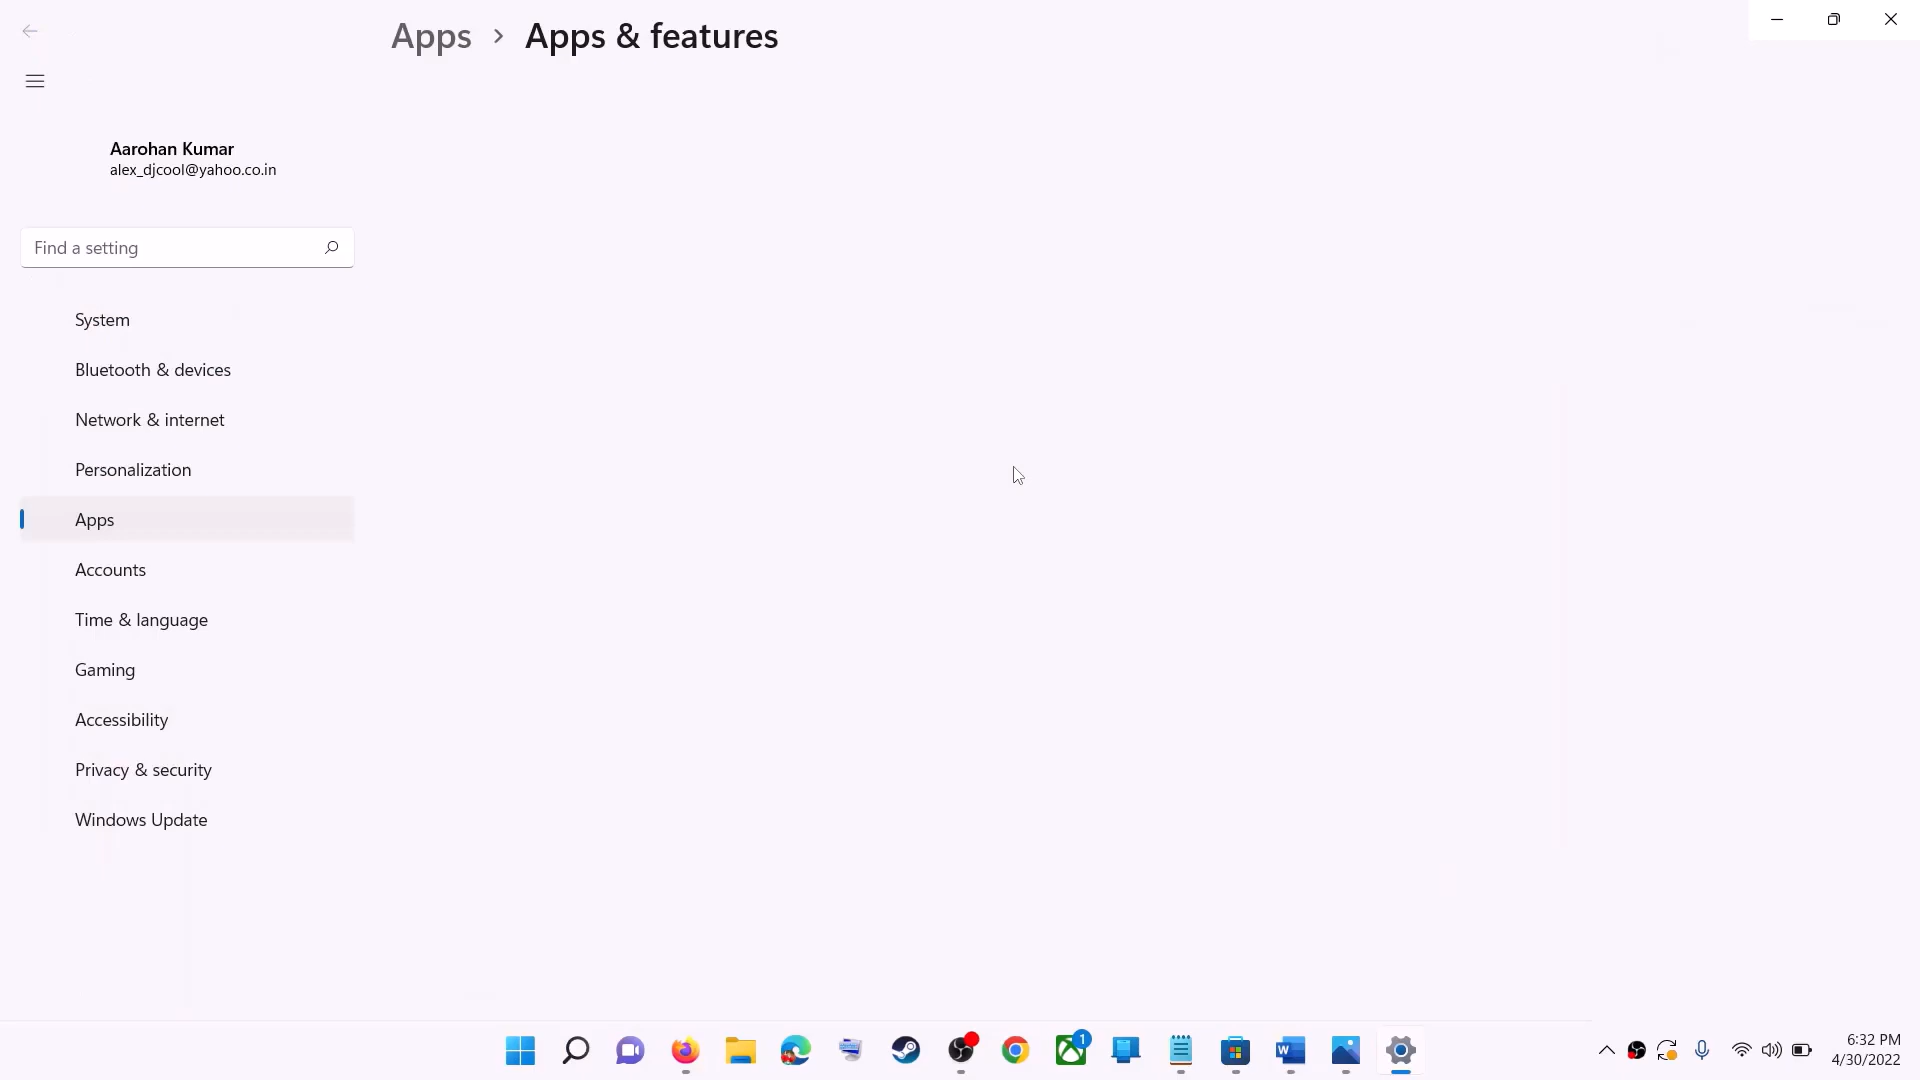 Apps > Apps & features
Aarohan Kumar
alex_djcool@yahoo.co.in
Find a setting
System
Bluetooth & devices
Network & internet
Personalization
Apps
Accounts
Time & language
Gaming
Accessibility
Privacy & security
Windows Update
1
6:32 PM
4/30/2022